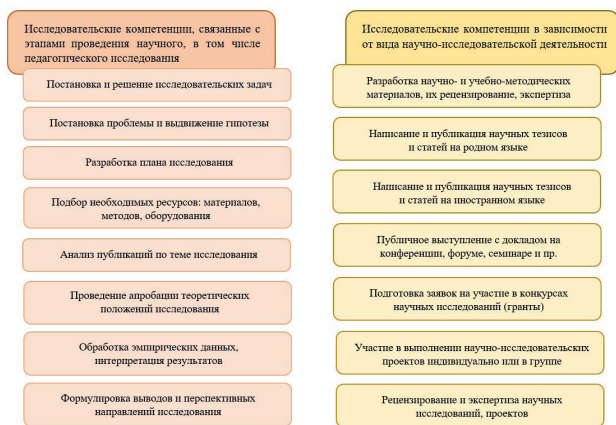 Исследовательские компетенции, связанные с
этапами проведения научного, в том числе
педагогического исследования
Постановка и решение исследовательских задач
Постановка проблемы и выдвижение гипотезы
Разработка плана исследования
Подбор необходимых ресурсов: материалов,
методов, оборудования
Анализ публикаций по теме исследования
Проведение апробации теоретических
положений исследования
Обработка эмпирических данных,
интерпретация результатов
Формулировка выводов и перспективных
направлений исследования
Исследовательские компетенции в зависимости
от вида научно-исследовательской деятельности
Разработка научно- и учебно-методических
материалов, их рецензирование, экспертиза
Написание и публикация научных тезисов
и статей на родном языке
Написание и публикация научных тезисов
и статей на иностранном языке
Публичное выступление с докладом на
конференции, форуме, семинаре и пр.
Подготовка заявок на участие в конкурсах
научных исследований (гранты)
Участие в выполнении научно-исследовательских
проектов индивидуально или в группе
Рецензирование и экспертиза научных
исследований, проектов